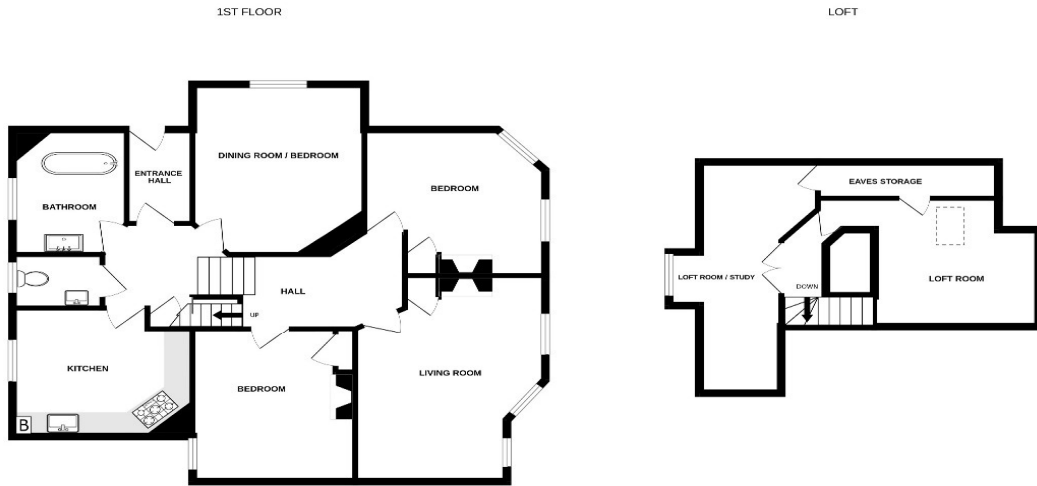 1ST FLOOR
LOFT
DINING ROOM / BEDROOM
ENTRANCE
HALL
BATHROOM
BEDROOM
EAVES STORAGE
LOFT ROOM / STUDY
LOFT ROOM
DOWN
HALL
UP
KITCHEN
BEDROOM
LIVING ROOM
B